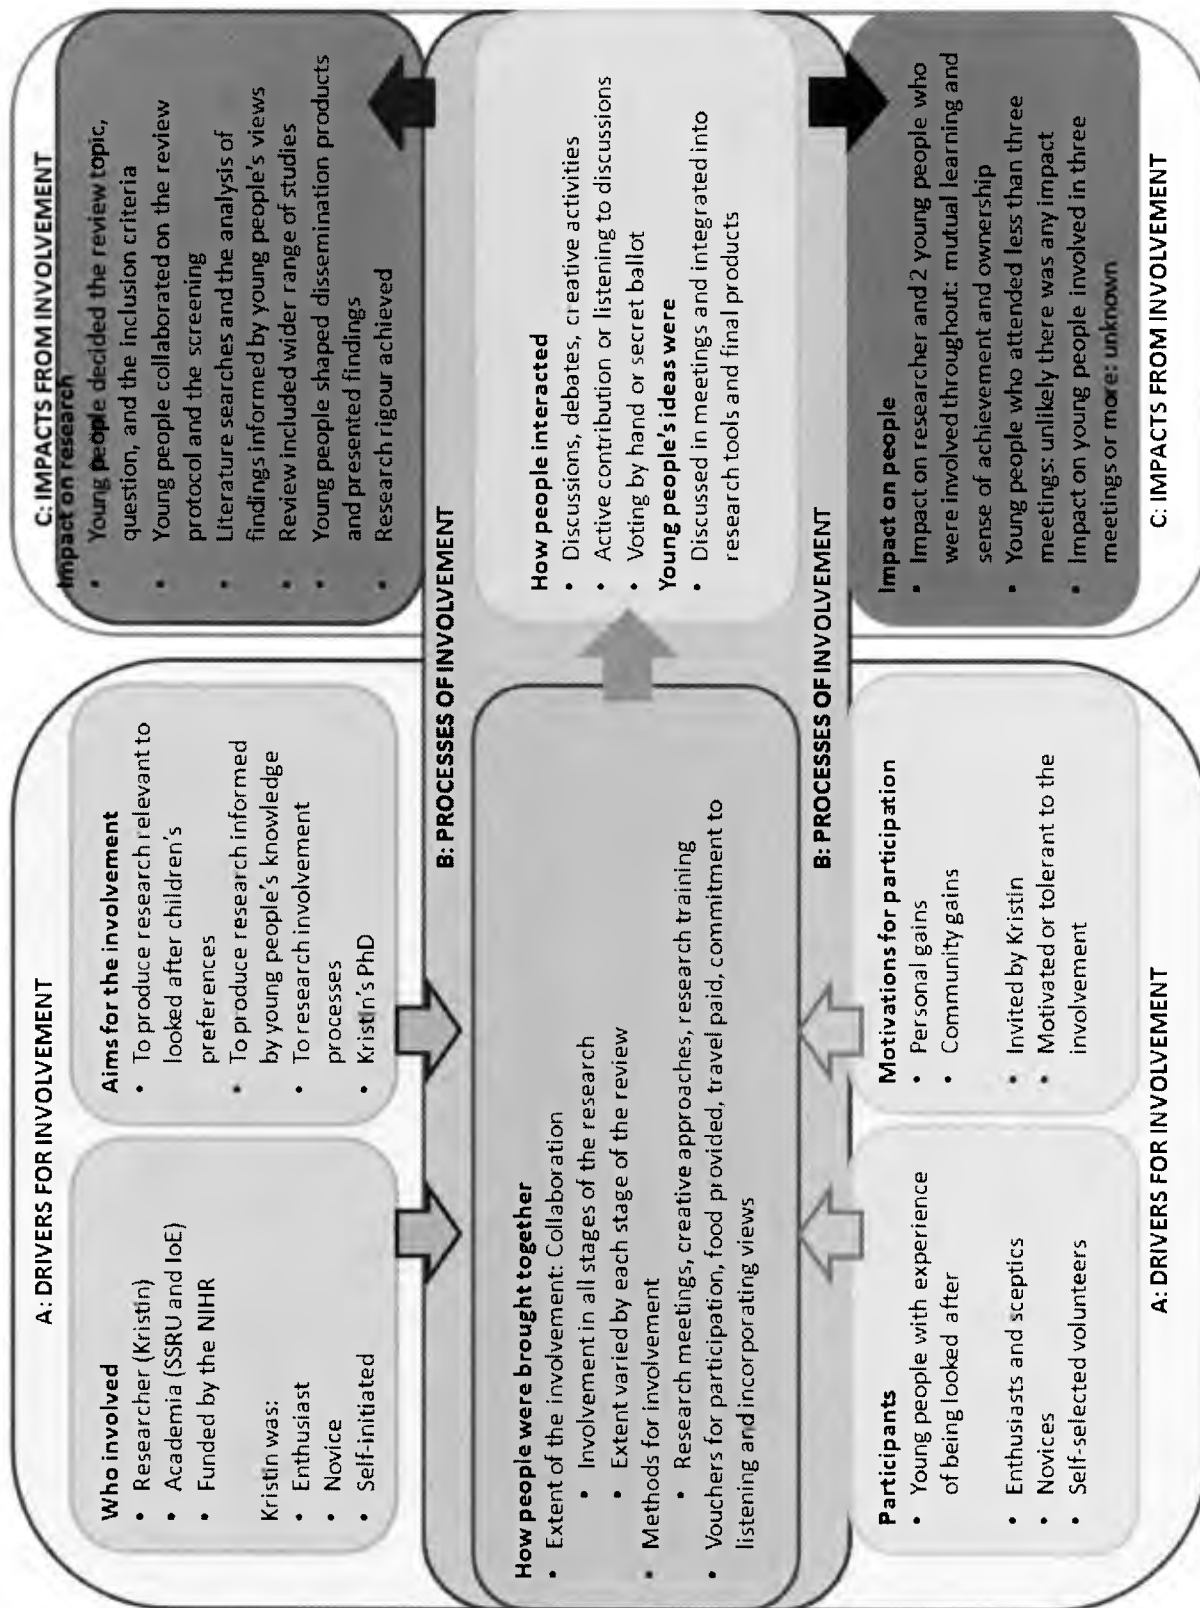 A: DRIVERS FOR INVOLVEMENT
Who involved
• Researcher (Kristin)
• Academia (SSRU and IoE)
• Funded by the NIHR
Kristin was:
• Enthusiast
• Novice
• Self-initiated
Aims for the involvement
• To produce research relevant to
looked after children's
preferences
• To produce research informed
by young people's knowledge
• To research involvement
processes
• Kristin's PhD
C: IMPACTS FROM INVOLVEMENT
Impact on research
• Young people decided the review topic,
question, and the inclusion criteria
• Young people collaborated on the review
protocol and the screening
• Literature searches and the analysis of
findings informed by young people's views
• Review included wider range of studies
• Young people shaped dissemination products
and presented findings
• Research rigour achieved
B: PROCESSES OF INVOLVEMENT
How people were brought together
• Extent of the involvement: Collaboration
• Involvement in all stages of the research
• Extent varied by each stage of the review
• Methods for involvement
• Research meetings, creative approaches, research training
• Vouchers for participation, food provided, travel paid, commitment to
listening and incorporating views
How people interacted
• Discussions, debates, creative activities
• Active contribution or listening to discussions
• Voting by hand or secret ballot
Young people's ideas were
• Discussed in meetings and integrated into
research tools and final products
B: PROCESSES OF INVOLVEMENT
Participants
• Young people with experience
of being looked after
• Enthusiasts and sceptics
• Novices
• Self-selected volunteers
Motivations for participation
• Personal gains
• Community gains
• Invited by Kristin
• Motivated or tolerant to the
involvement
A: DRIVERS FOR INVOLVEMENT
Impact on people
• Impact on researcher and 2 young people who
were involved throughout: mutual learning and
sense of achievement and ownership
• Young people who attended less than three
meetings: unlikely there was any impact
• Impact on young people involved in three
meetings or more: unknown
C: IMPACTS FROM INVOLVEMENT